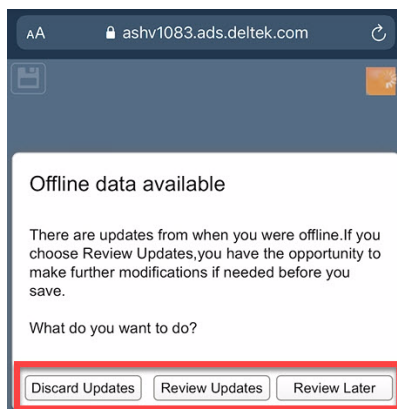 AA ashv1083.ads.deltek.com
Offline data available
There are updates from when you were offline.If you
choose Review Updates,you have the opportunity to
make further modifications if needed before you
save.
What do you want to do?
Discard Updates Review Updates Review Later